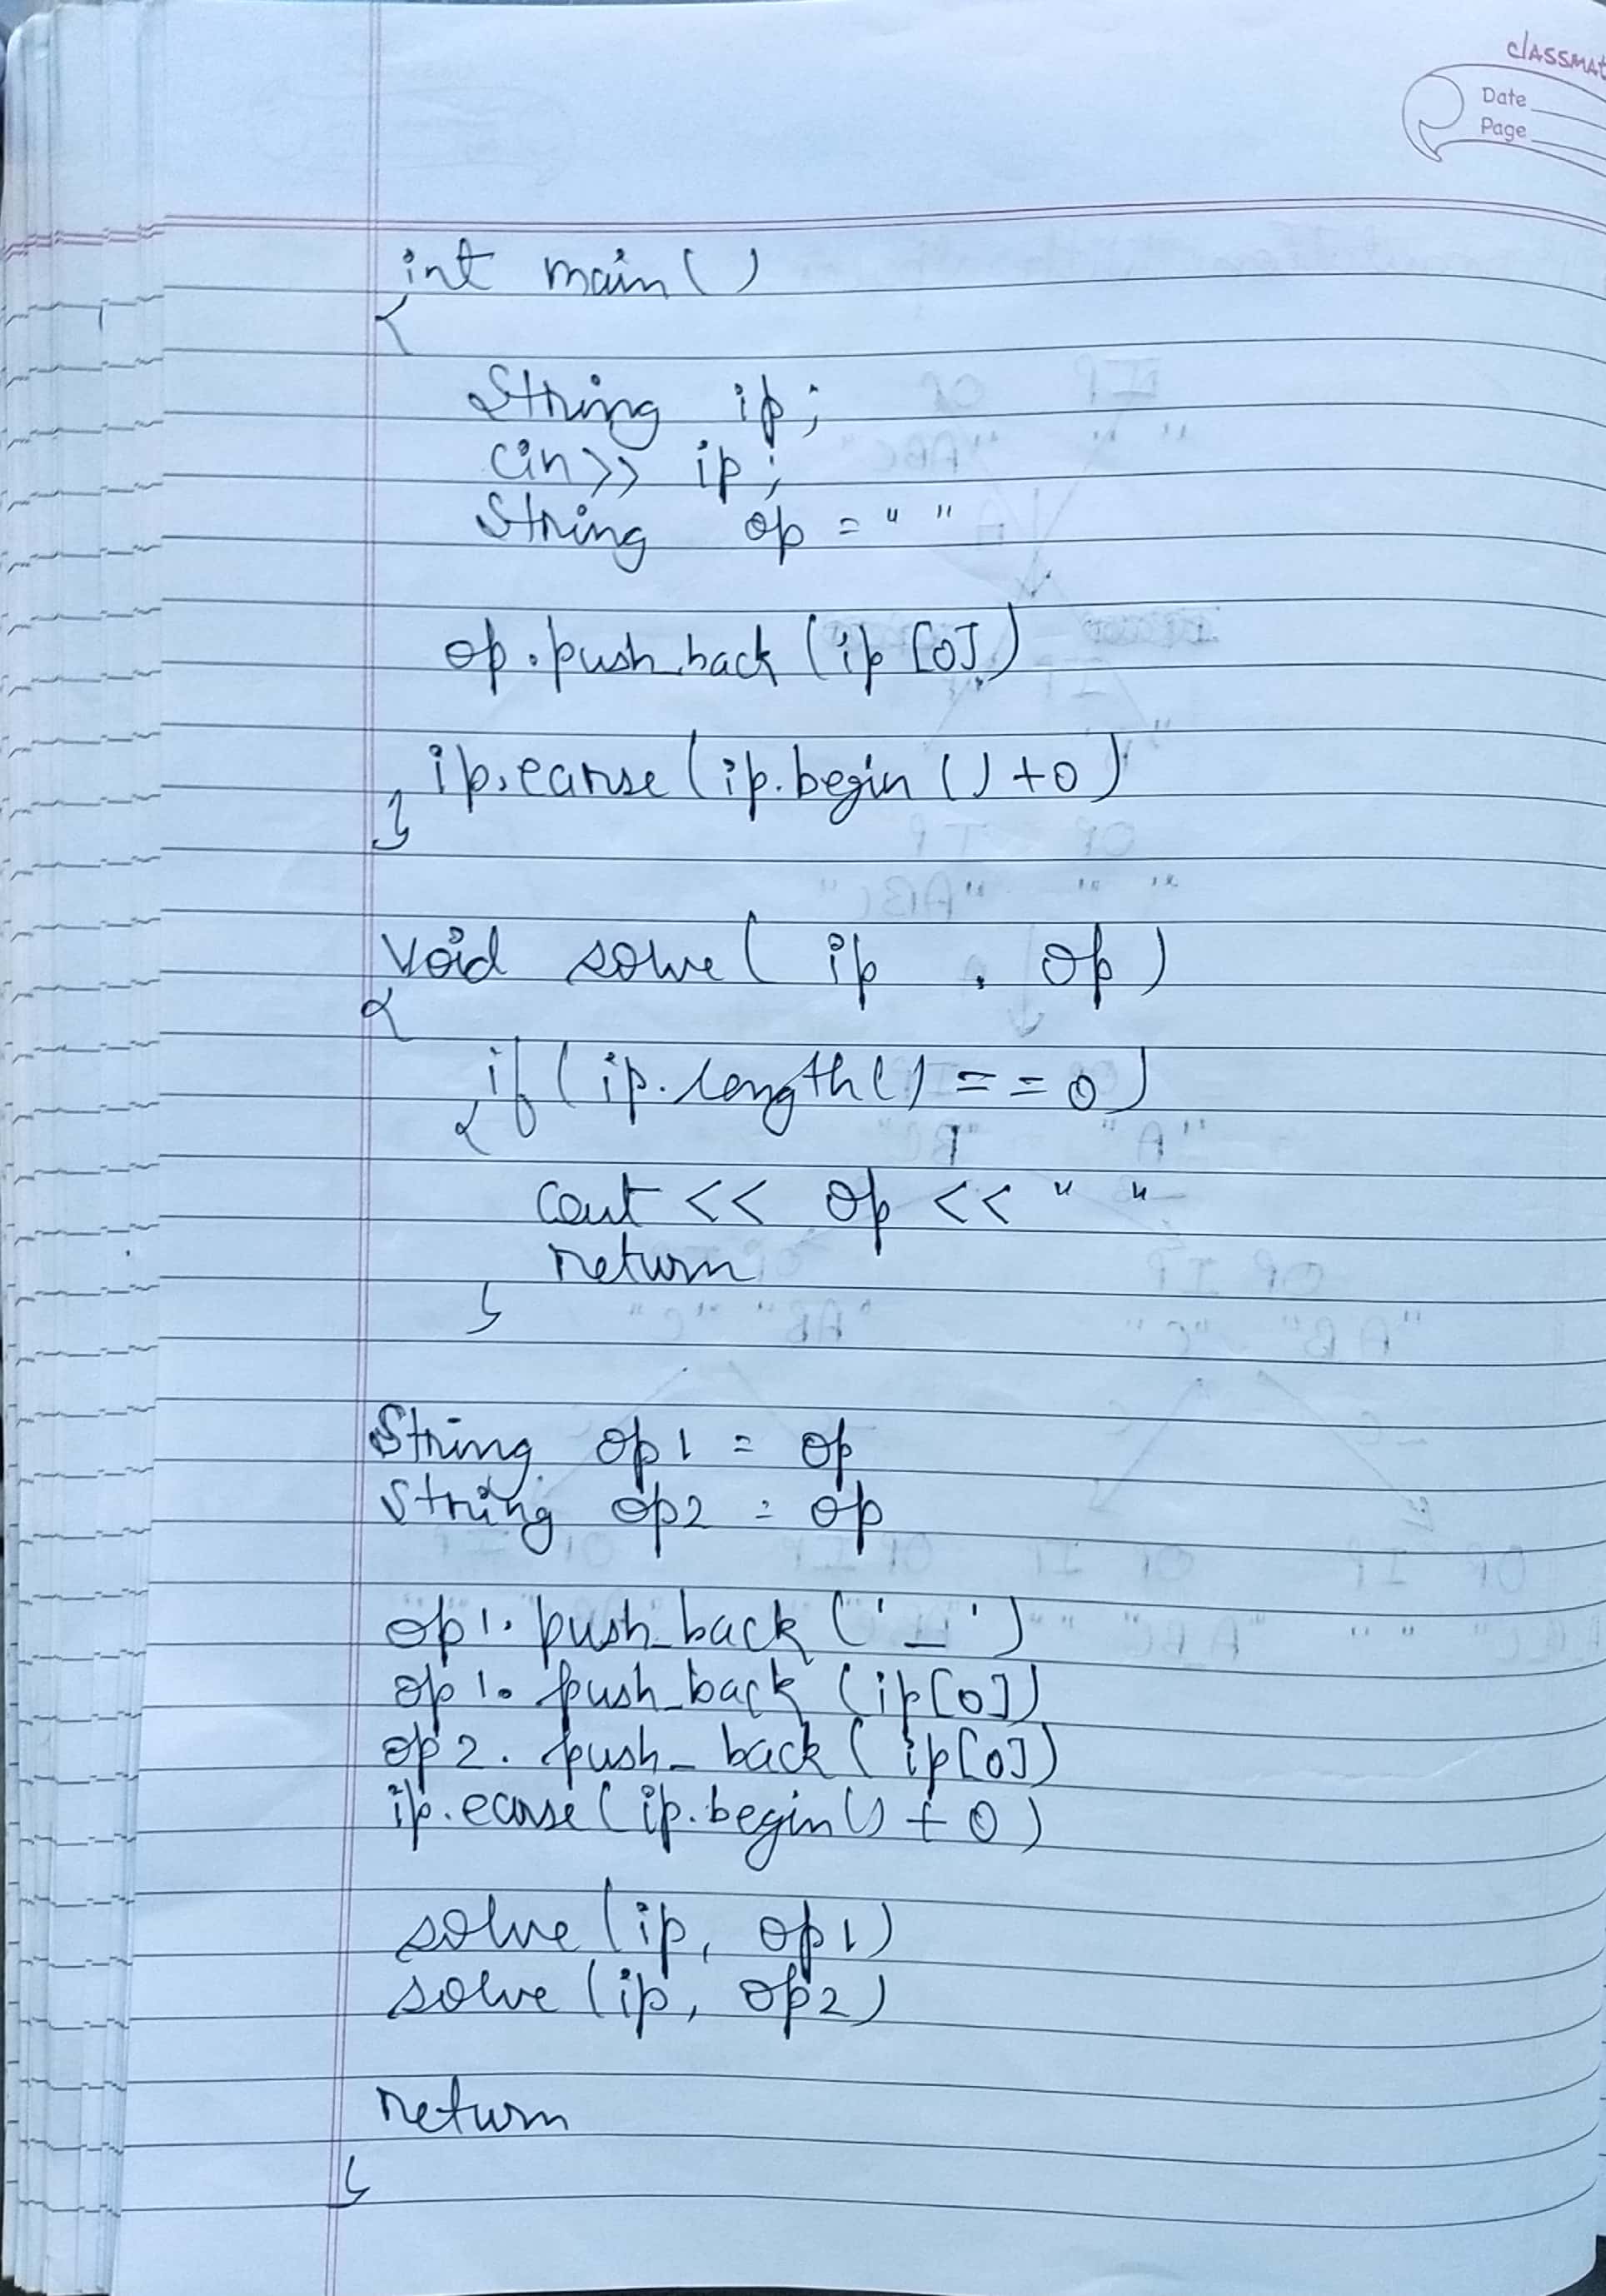 classmat
Date
Page
int main()
{
String ip;
cin>> ip;
String op = " "
op.push_back (ip[0])
ip.earse (ip.begin () + 0)
}
Void solve( ip , op)
{
if ( ip.length() == 0)
{
Cout << op << " "
return
}
String op1 = op
String op2 = op
op1. push_back ('_')
op1. push_back (ip[0])
op2. push_back (ip[0])
ip.earse (ip.begin() + 0)
solve (ip, op1)
solve (ip, op2)
return
}